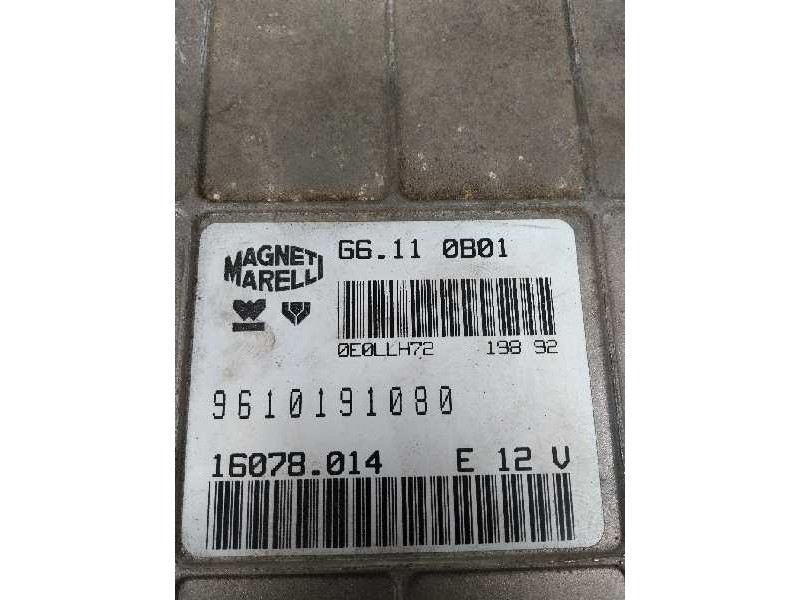 MAGNETI
MARELLI
G6.11 0B01
0E0LLH72 198 92
9610191080
16078.014 E 12 V